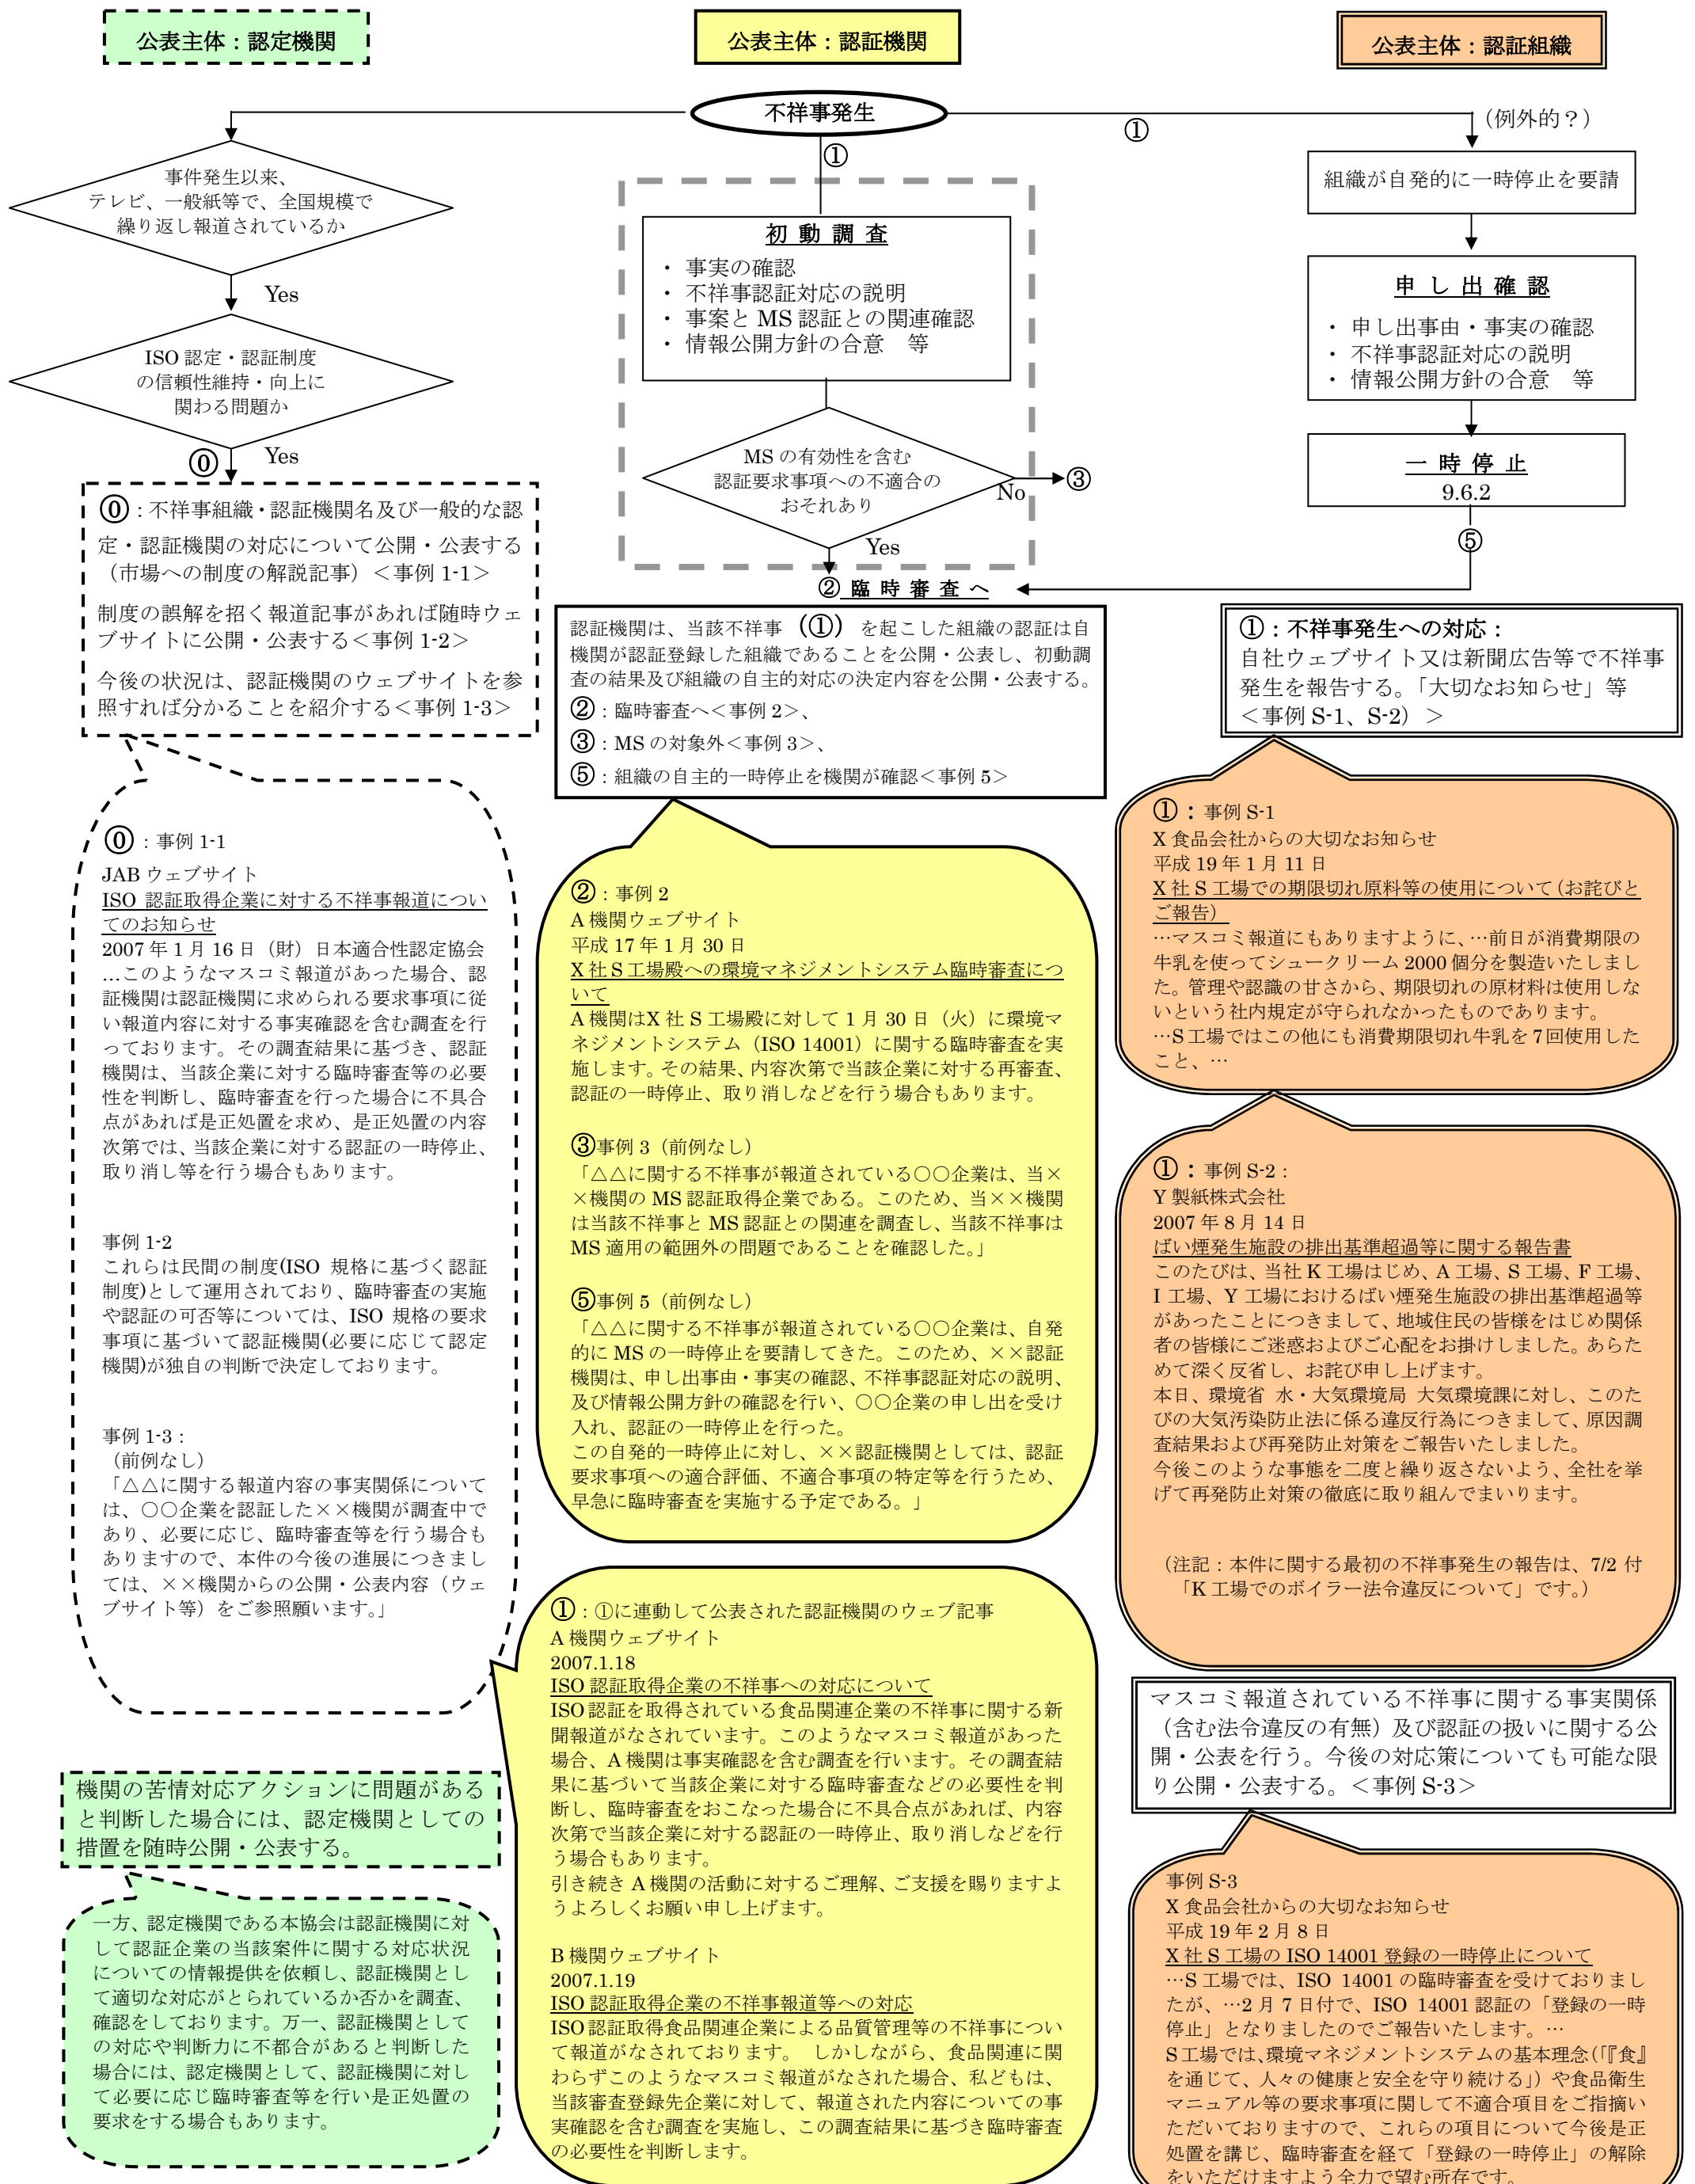 公表主体：認定機関
公表主体：認証機関
公表主体：認証組織
不祥事発生
①
①
（例外的？）
事件発生以来、
テレビ、一般紙等で、全国規模で
繰り返し報道されているか
Yes
ISO 認定・認証制度
の信頼性維持・向上に
関わる問題か
⓪
Yes
⓪：不祥事組織・認証機関名及び一般的な認
定・認証機関の対応について公開・公表する
（市場への制度の解説記事）＜事例 1-1＞
制度の誤解を招く報道記事があれば随時ウェ
ブサイトに公開・公表する＜事例 1-2＞
今後の状況は、認証機関のウェブサイトを参
照すれば分かることを紹介する＜事例 1-3＞
⓪：事例 1-1
JAB ウェブサイト
ISO 認証取得企業に対する不祥事報道につい
てのお知らせ
2007 年 1 月 16 日（財）日本適合性認定協会
…このようなマスコミ報道があった場合、認
証機関は認証機関に求められる要求事項に従
い報道内容に対する事実確認を含む調査を行
っております。その調査結果に基づき、認証
機関は、当該企業に対する臨時審査等の必要
性を判断し、臨時審査を行った場合に不具合
点があれば是正処置を求め、是正処置の内容
次第では、当該企業に対する認証の一時停止、
取り消し等を行う場合もあります。
事例 1-2
これらは民間の制度(ISO 規格に基づく認証
制度)として運用されており、臨時審査の実施
や認証の可否等については、ISO 規格の要求
事項に基づいて認証機関(必要に応じて認定
機関)が独自の判断で決定しております。
事例 1-3：
（前例なし）
「△△に関する報道内容の事実関係について
は、〇〇企業を認証した××機関が調査中で
あり、必要に応じ、臨時審査等を行う場合も
ありますので、本件の今後の進展につきまし
ては、××機関からの公開・公表内容（ウェ
ブサイト等）をご参照願います。」
機関の苦情対応アクションに問題がある
と判断した場合には、認定機関としての
措置を随時公開・公表する。
一方、認定機関である本協会は認証機関に対
して認証企業の当該案件に関する対応状況
についての情報提供を依頼し、認証機関とし
て適切な対応がとられているか否かを調査、
確認をしております。万一、認証機関として
の対応や判断力に不都合があると判断した
場合には、認定機関として、認証機関に対し
て必要に応じ臨時審査等を行い是正処置の
要求をする場合もあります。
初 動 調 査
・ 事実の確認
・ 不祥事認証対応の説明
・ 事案と MS 認証との関連確認
・ 情報公開方針の合意　等
MS の有効性を含む
認証要求事項への不適合の
おそれあり
No
③
Yes
② 臨 時 審 査 へ
認証機関は、当該不祥事（①）を起こした組織の認証は自
機関が認証登録した組織であることを公開・公表し、初動調
査の結果及び組織の自主的対応の決定内容を公開・公表する。
②：臨時審査へ＜事例 2＞、
③：MS の対象外＜事例 3＞、
⑤：組織の自主的一時停止を機関が確認＜事例 5＞
②：事例 2
A 機関ウェブサイト
平成 17 年 1 月 30 日
X 社 S 工場殿への環境マネジメントシステム臨時審査につ
いて
A 機関はX 社 S 工場殿に対して 1 月 30 日（火）に環境マ
ネジメントシステム（ISO 14001）に関する臨時審査を実
施します。その結果、内容次第で当該企業に対する再審査、
認証の一時停止、取り消しなどを行う場合もあります。
③事例 3（前例なし）
「△△に関する不祥事が報道されている〇〇企業は、当×
×機関の MS 認証取得企業である。このため、当××機関
は当該不祥事と MS 認証との関連を調査し、当該不祥事は
MS 適用の範囲外の問題であることを確認した。」
⑤事例 5（前例なし）
「△△に関する不祥事が報道されている〇〇企業は、自発
的に MS の一時停止を要請してきた。このため、××認証
機関は、申し出事由・事実の確認、不祥事認証対応の説明、
及び情報公開方針の確認を行い、〇〇企業の申し出を受け
入れ、認証の一時停止を行った。
この自発的一時停止に対し、××認証機関としては、認証
要求事項への適合評価、不適合事項の特定等を行うため、
早急に臨時審査を実施する予定である。」
①：①に連動して公表された認証機関のウェブ記事
A 機関ウェブサイト
2007.1.18
ISO 認証取得企業の不祥事への対応について
ISO認証を取得されている食品関連企業の不祥事に関する新
聞報道がなされています。このようなマスコミ報道があった
場合、A 機関は事実確認を含む調査を行います。その調査結
果に基づいて当該企業に対する臨時審査などの必要性を判
断し、臨時審査をおこなった場合に不具合点があれば、内容
次第で当該企業に対する認証の一時停止、取り消しなどを行
う場合もあります。
引き続き A 機関の活動に対するご理解、ご支援を賜りますよ
うよろしくお願い申し上げます。
B 機関ウェブサイト
2007.1.19
ISO 認証取得企業の不祥事報道等への対応
ISO認証取得食品関連企業による品質管理等の不祥事につい
て報道がなされております。 しかしながら、食品関連に関
わらずこのようなマスコミ報道がなされた場合、私どもは、
当該審査登録先企業に対して、報道された内容についての事
実確認を含む調査を実施し、この調査結果に基づき臨時審査
の必要性を判断します。
組織が自発的に一時停止を要請
申 し 出 確 認
・ 申し出事由・事実の確認
・ 不祥事認証対応の説明
・ 情報公開方針の合意　等
一 時 停 止
9.6.2
⑤
①：不祥事発生への対応：
自社ウェブサイト又は新聞広告等で不祥事
発生を報告する。「大切なお知らせ」等
＜事例 S-1、S-2）＞
①：事例 S-1
X 食品会社からの大切なお知らせ
平成 19 年 1 月 11 日
X 社 S 工場での期限切れ原料等の使用について（お詫びと
ご報告）
…マスコミ報道にもありますように、…前日が消費期限の
牛乳を使ってシュークリーム 2000 個分を製造いたしまし
た。管理や認識の甘さから、期限切れの原材料は使用しな
いという社内規定が守られなかったものであります。
…S工場ではこの他にも消費期限切れ牛乳を 7 回使用した
こと、…
①：事例 S-2：
Y 製紙株式会社
2007 年 8 月 14 日
ばい煙発生施設の排出基準超過等に関する報告書
このたびは、当社 K 工場はじめ、A 工場、S 工場、F 工場、
I 工場、Y 工場におけるばい煙発生施設の排出基準超過等
があったことにつきまして、地域住民の皆様をはじめ関係
者の皆様にご迷惑およびご心配をお掛けしました。あらた
めて深く反省し、お詫び申し上げます。
本日、環境省 水・大気環境局 大気環境課に対し、このた
びの大気汚染防止法に係る違反行為につきまして、原因調
査結果および再発防止対策をご報告いたしました。
今後このような事態を二度と繰り返さないよう、全社を挙
げて再発防止対策の徹底に取り組んでまいります。
（注記：本件に関する最初の不祥事発生の報告は、7/2 付
「K 工場でのボイラー法令違反について」です。）
マスコミ報道されている不祥事に関する事実関係
（含む法令違反の有無）及び認証の扱いに関する公
開・公表を行う。今後の対応策についても可能な限
り公開・公表する。＜事例 S-3＞
事例 S-3
X 食品会社からの大切なお知らせ
平成 19 年 2 月 8 日
X 社 S 工場の ISO 14001 登録の一時停止について
…S 工場では、ISO 14001 の臨時審査を受けておりまし
たが、…2 月 7 日付で、ISO 14001 認証の「登録の一時
停止」となりましたのでご報告いたします。…
S工場では、環境マネジメントシステムの基本理念（「『食』
を通じて、人々の健康と安全を守り続ける」）や食品衛生
マニュアル等の要求事項に関して不適合項目をご指摘い
ただいておりますので、これらの項目について今後是正
処置を講じ、臨時審査を経て「登録の一時停止」の解除
をいただけますよう全力で望む所存です。